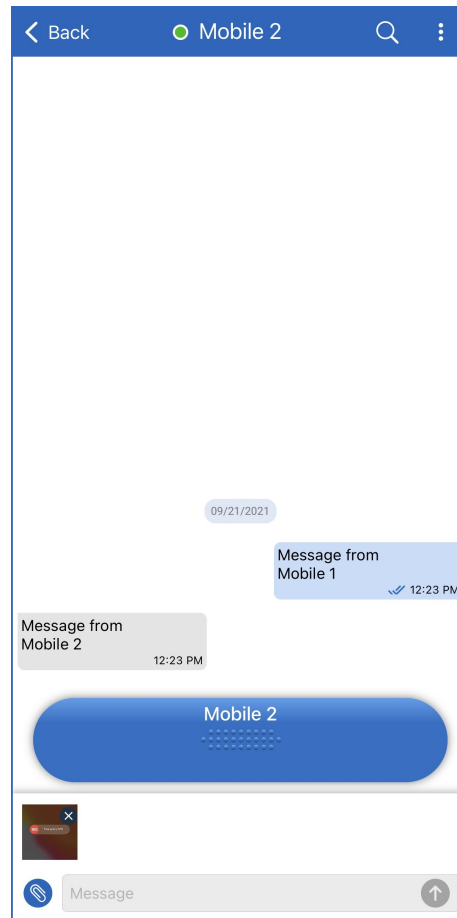 Back
Mobile 2
09/21/2021
Message from
Mobile 1
12:23 PM
Message from
Mobile 2
12:23 PM
Mobile 2
Message